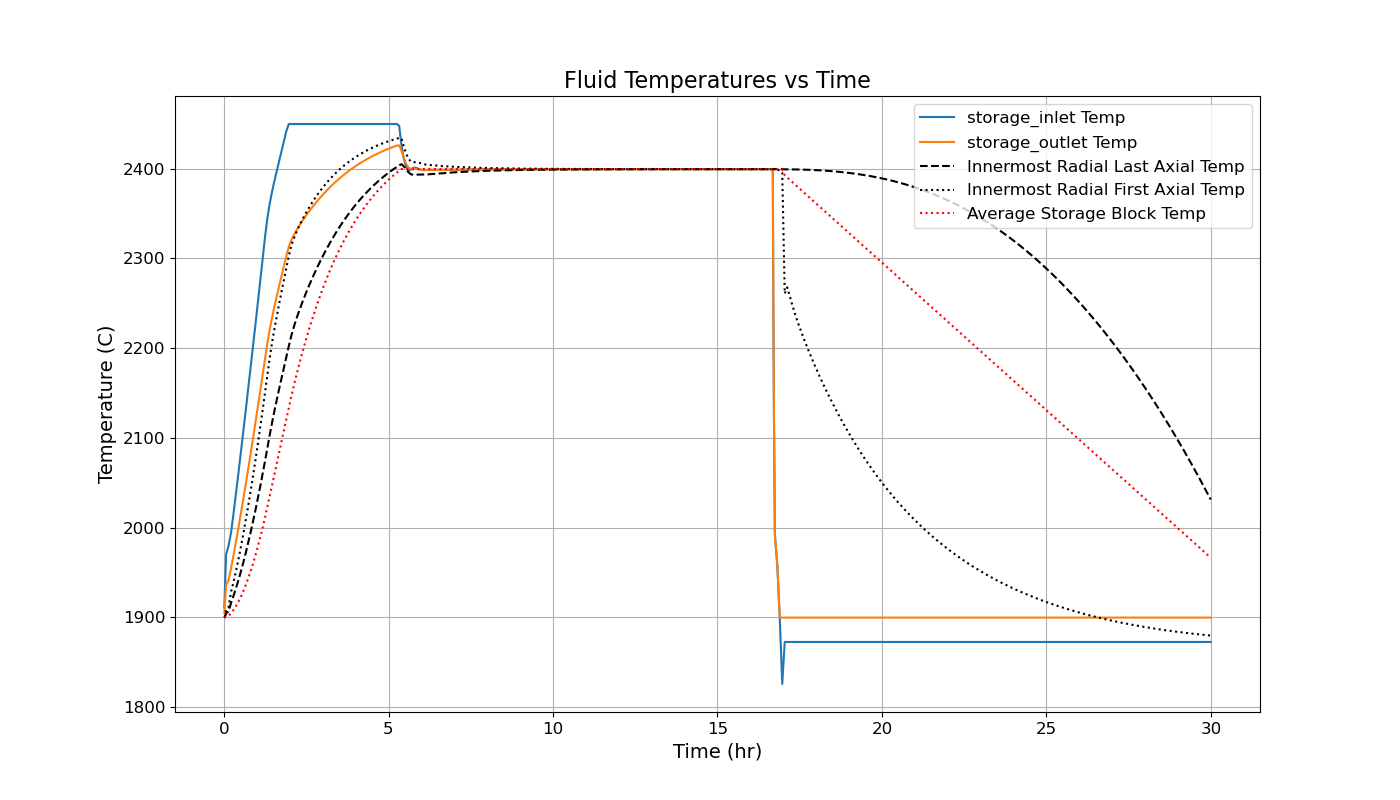 Fluid Temperatures vs Time
storage_inlet Temp
storage_outlet Temp
Innermost Radial Last Axial Temp
Innermost Radial First Axial Temp
Average Storage Block Temp
2400
2300
2200
2100
2000
1900
1800
Temperature (C)
0 5 10 15 20 25 30
Time (hr)